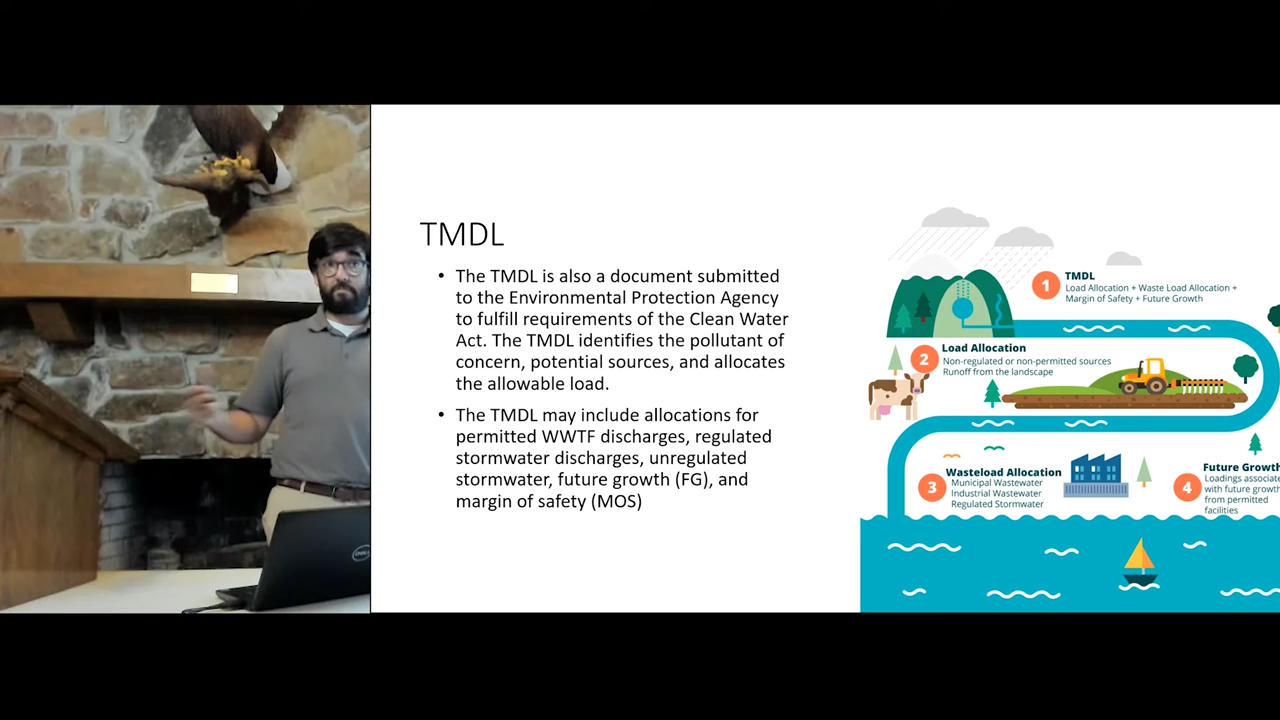 TMDL
• The TMDL is also a document submitted
to the Environmental Protection Agency
to fulfill requirements of the Clean Water
Act. The TMDL identifies the pollutant of
concern, potential sources, and allocates
the allowable load.
• The TMDL may include allocations for
permitted WWTF discharges, regulated
stormwater discharges, unregulated
stormwater, future growth (FG), and
margin of safety (MOS)
1
TMDL
Load Allocation + Waste Load Allocation +
Margin of Safety + Future Growth
2
Load Allocation
Non-regulated or non-permitted sources
Runoff from the landscape
3
Wasteload Allocation
Municipal Wastewater
Industrial Wastewater
Regulated Stormwater
4
Future Growth
Loadings associate
with future growth
from permitted
facilities
DELL